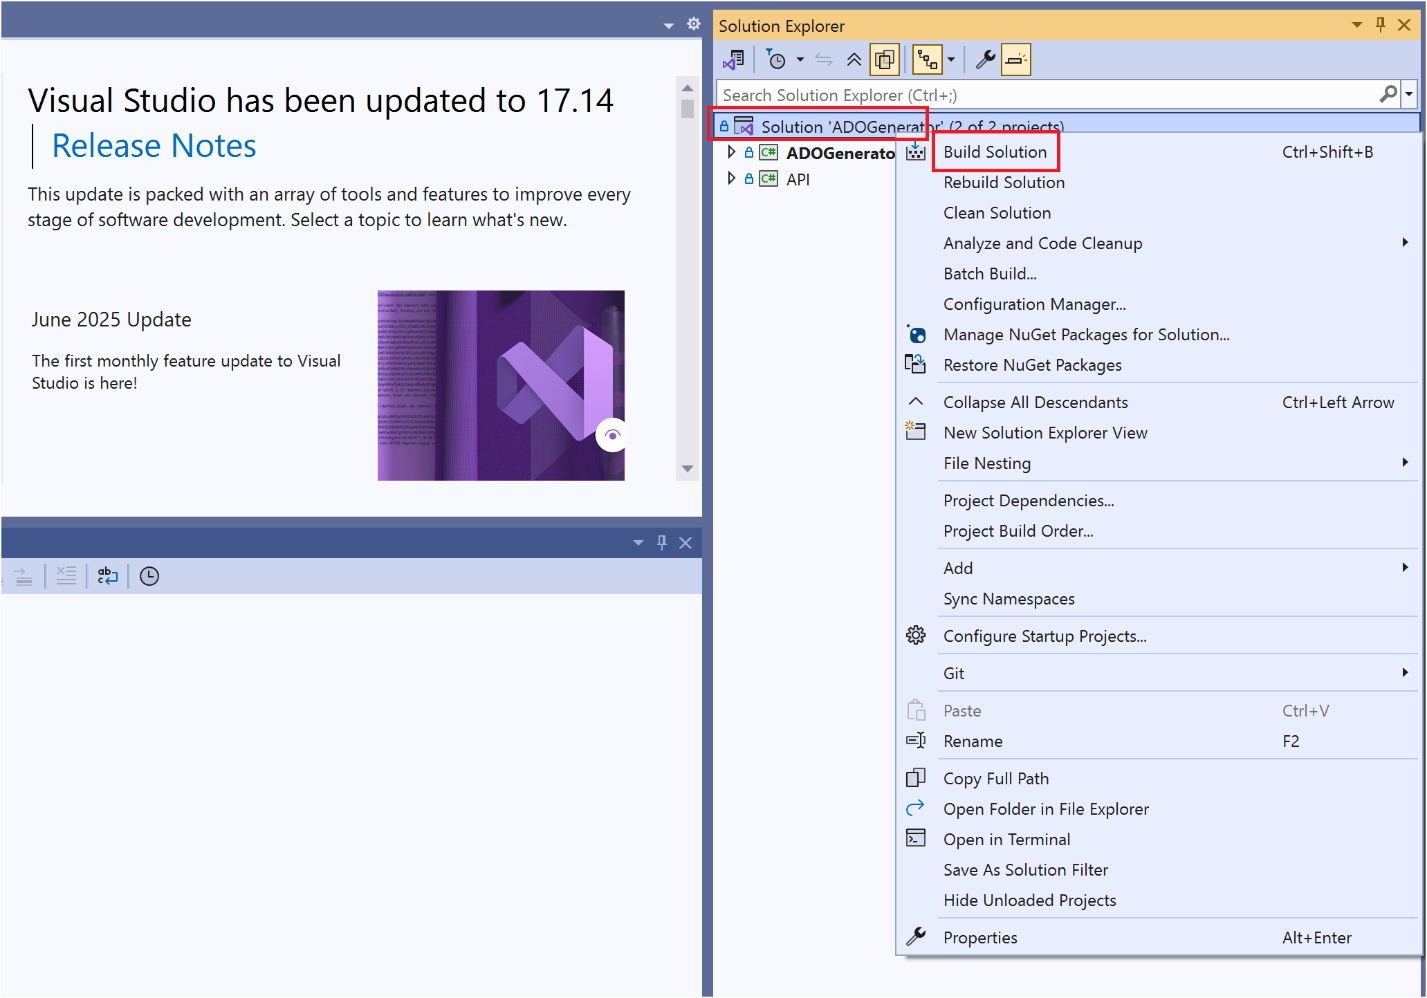 Visual Studio has been updated to 17.14
Release Notes
This update is packed with an array of tools and features to improve every
stage of software development. Select a topic to learn what's new.
June 2025 Update
The first monthly feature update to Visual
Studio is here!
Solution Explorer
Search Solution Explorer (Ctrl+;)
Solution 'ADOGenerator' (2 of 2 projects)
C# ADOGenerato
C# API
Build Solution Ctrl+Shift+B
Rebuild Solution
Clean Solution
Analyze and Code Cleanup
Batch Build...
Configuration Manager...
Manage NuGet Packages for Solution...
Restore NuGet Packages
Collapse All Descendants Ctrl+Left Arrow
New Solution Explorer View
File Nesting
Project Dependencies...
Project Build Order...
Add
Sync Namespaces
Configure Startup Projects...
Git
Paste Ctrl+V
Rename F2
Copy Full Path
Open Folder in File Explorer
Open in Terminal
Save As Solution Filter
Hide Unloaded Projects
Properties Alt+Enter